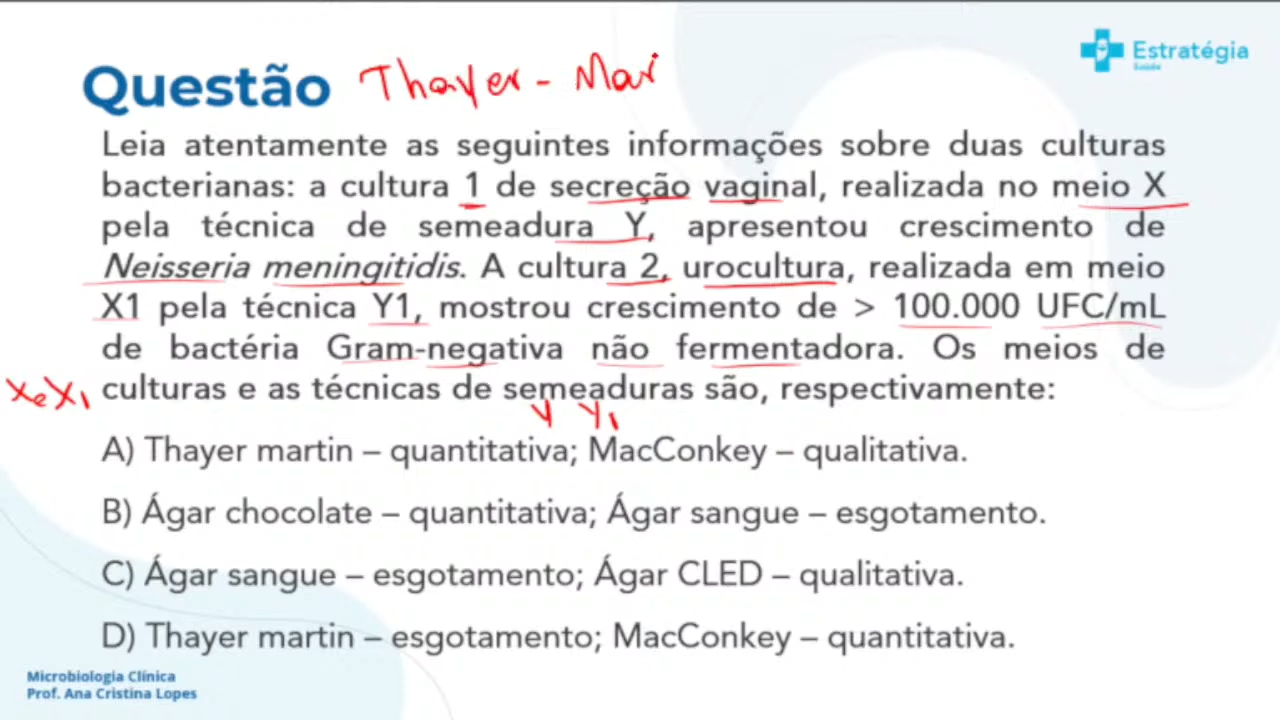 Estratégia
Saúde
Questão Thayer - Mar
Leia atentamente as seguintes informações sobre duas culturas
bacterianas: a cultura 1 de secreção vaginal, realizada no meio X
pela técnica de semeadura Y, apresentou crescimento de
Neisseria meningitidis. A cultura 2, urocultura, realizada em meio
X1 pela técnica Y1, mostrou crescimento de > 100.000 UFC/mL
de bactéria Gram-negativa não fermentadora. Os meios de
X e X1 culturas e as técnicas de semeaduras são, respectivamente:
Y Y1
A) Thayer martin – quantitativa; MacConkey – qualitativa.
B) Ágar chocolate – quantitativa; Ágar sangue – esgotamento.
C) Ágar sangue – esgotamento; Ágar CLED – qualitativa.
D) Thayer martin – esgotamento; MacConkey – quantitativa.
Microbiologia Clínica
Prof. Ana Cristina Lopes